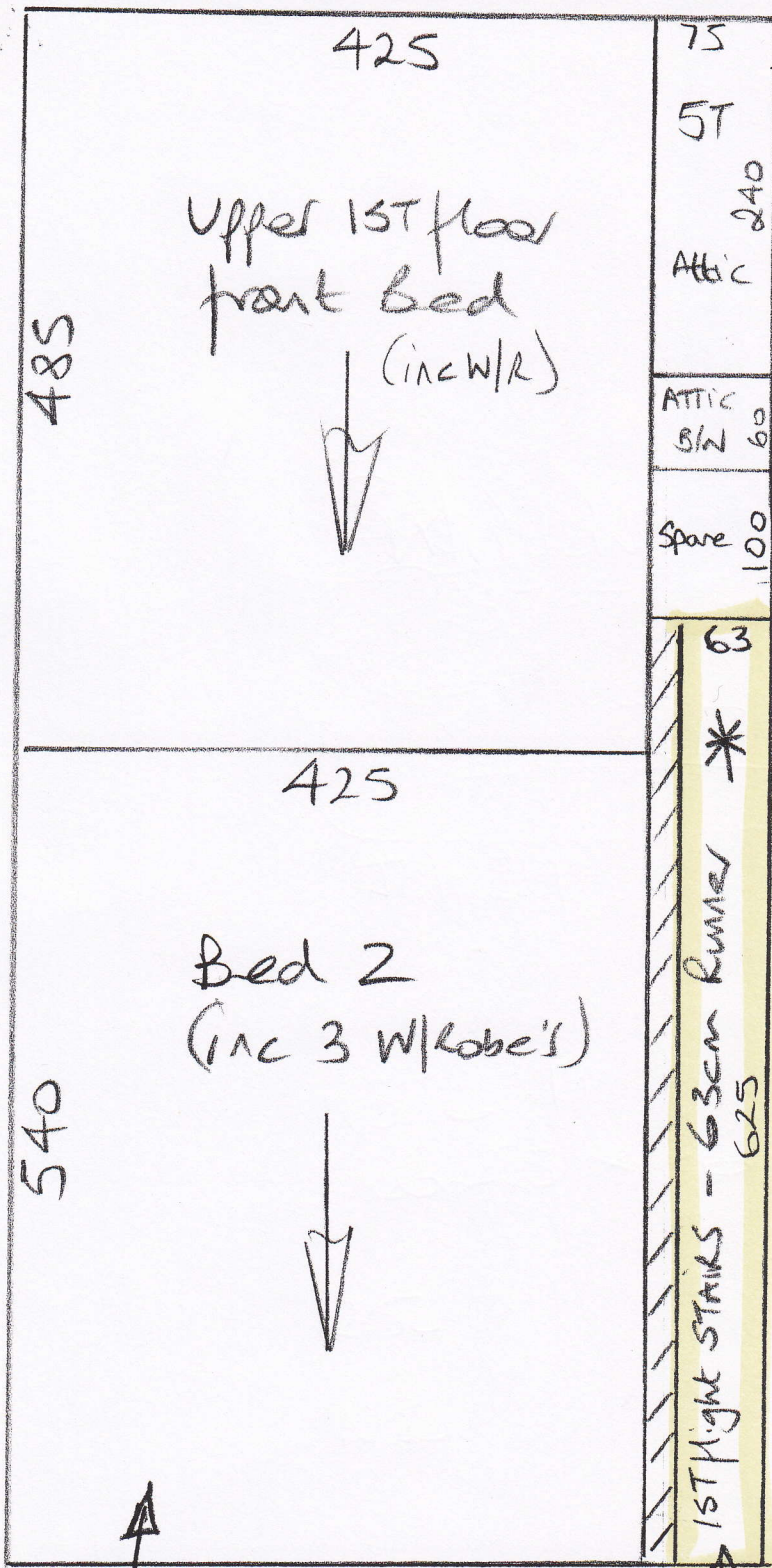 425
Upper 1ST floor
front Bed
(inc W/R)
485
75
5T
240
Attic
ATTIC
B/W 60
Spare 100
63
*
1ST flight STAIRS - 63cm Runner
625
425
Bed 2
(inc 3 W/Robe's)
540